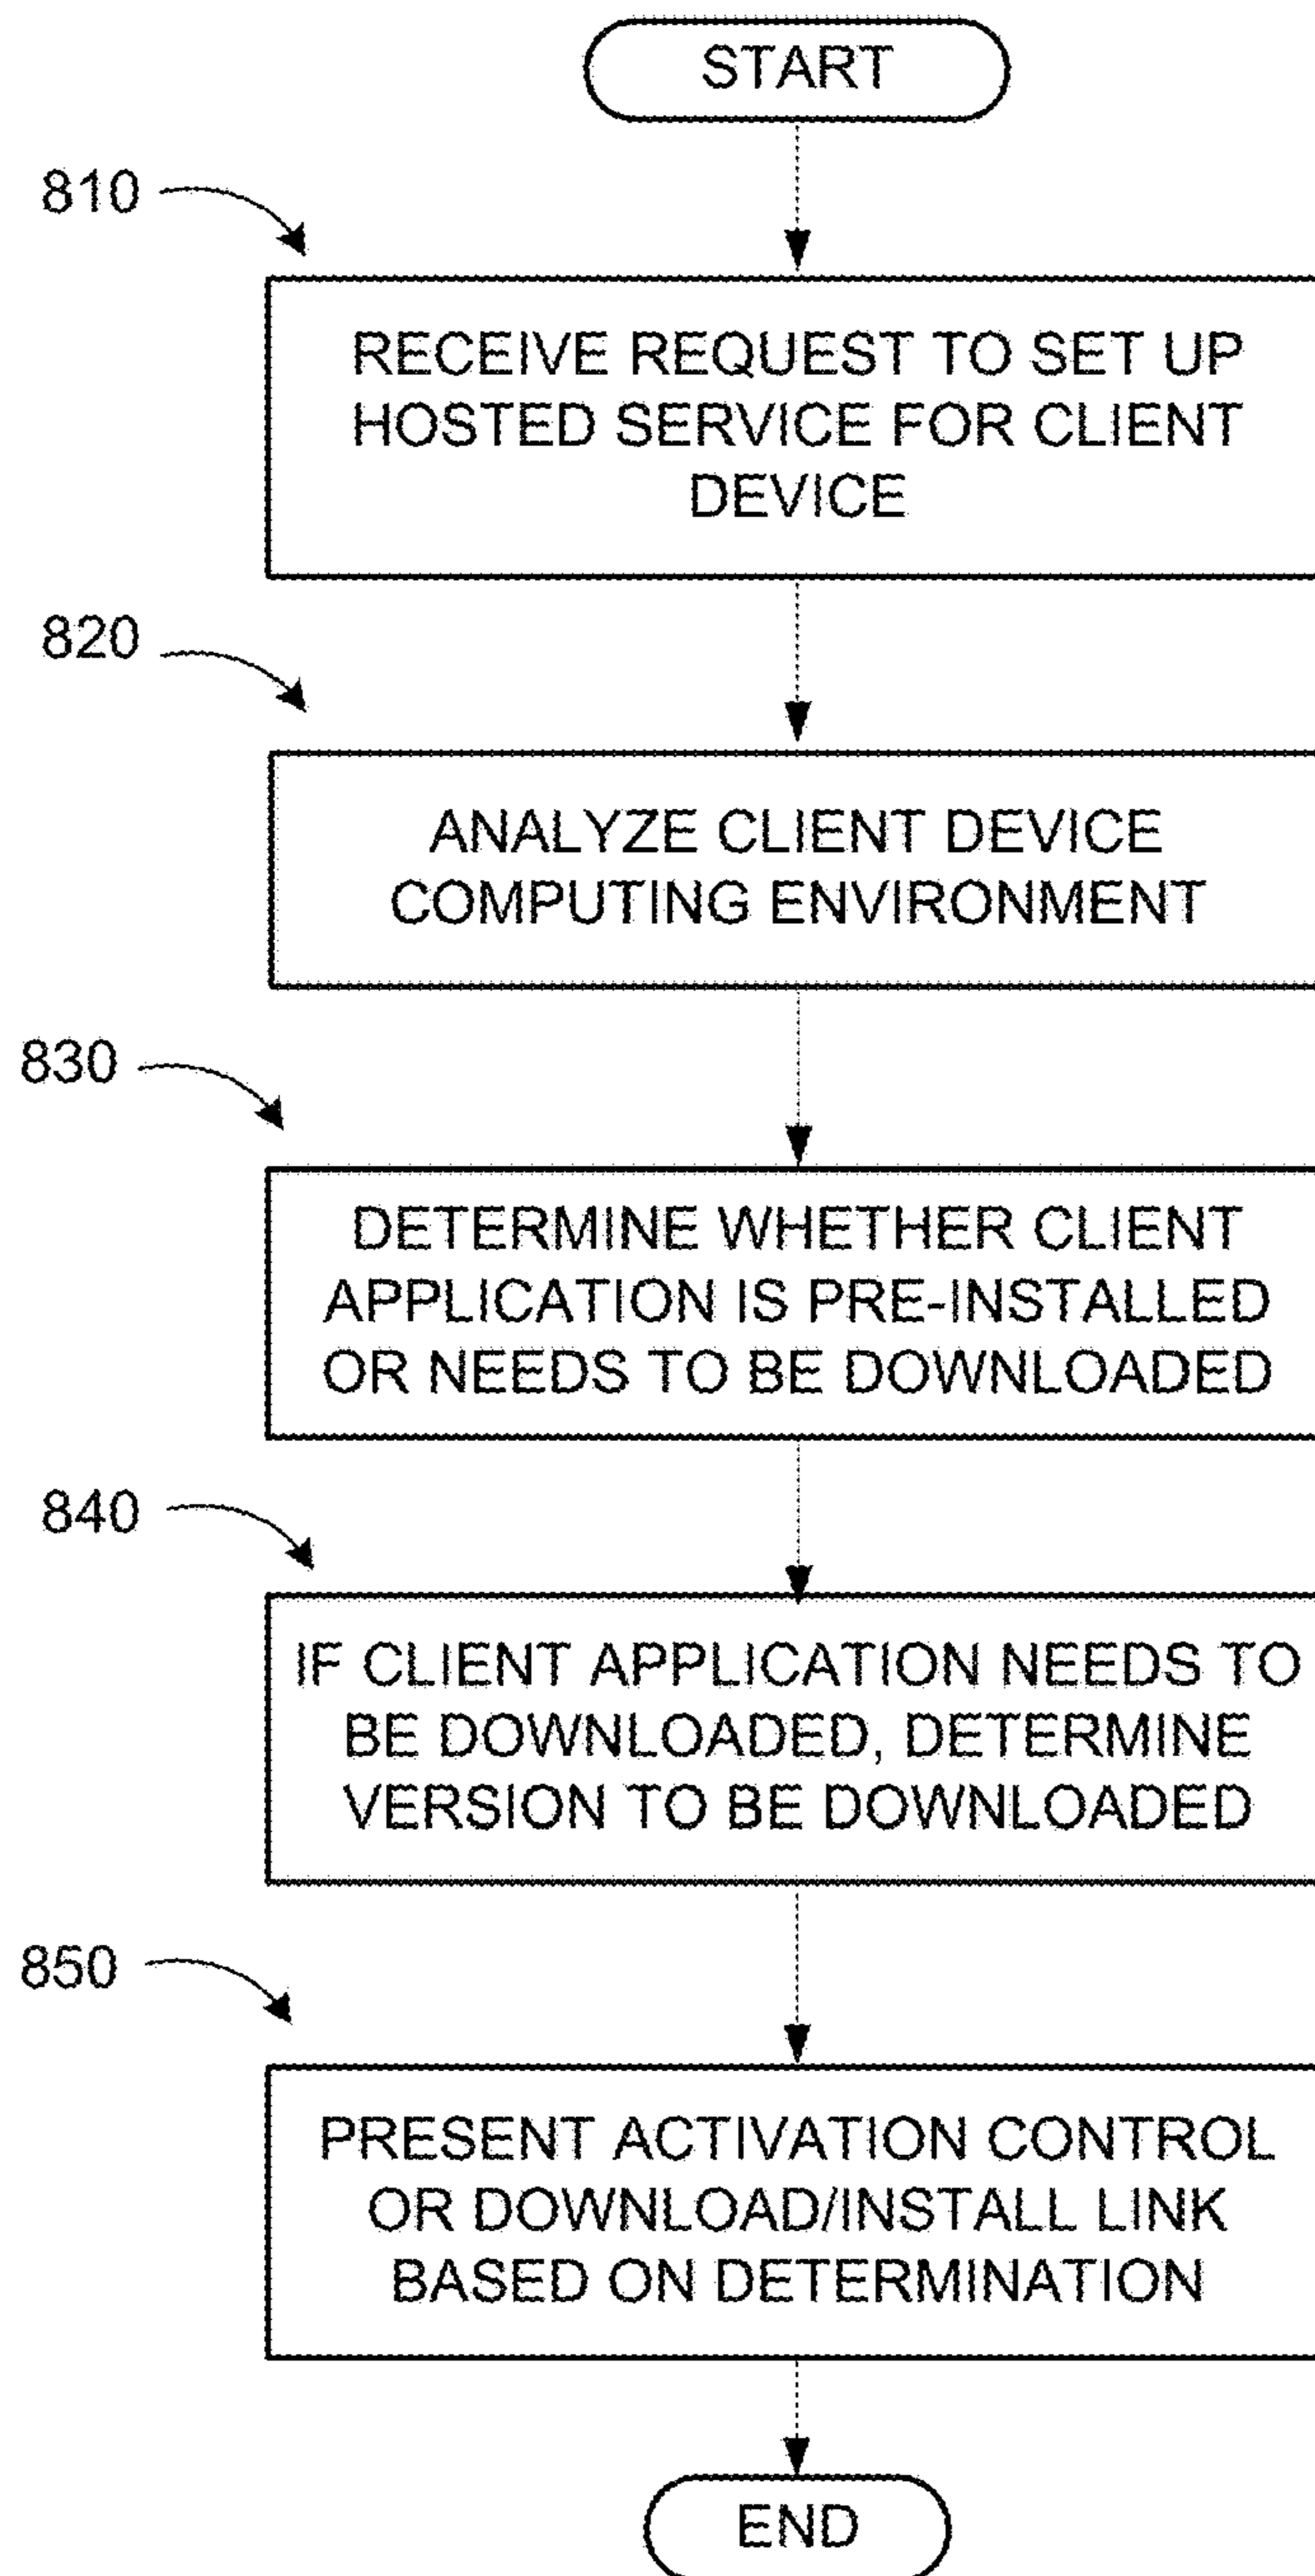 START
810
RECEIVE REQUEST TO SET UP
HOSTED SERVICE FOR CLIENT
DEVICE
820
ANALYZE CLIENT DEVICE
COMPUTING ENVIRONMENT
830
DETERMINE WHETHER CLIENT
APPLICATION IS PRE-INSTALLED
OR NEEDS TO BE DOWNLOADED
840
IF CLIENT APPLICATION NEEDS TO
BE DOWNLOADED, DETERMINE
VERSION TO BE DOWNLOADED
850
PRESENT ACTIVATION CONTROL
OR DOWNLOAD/INSTALL LINK
BASED ON DETERMINATION
END